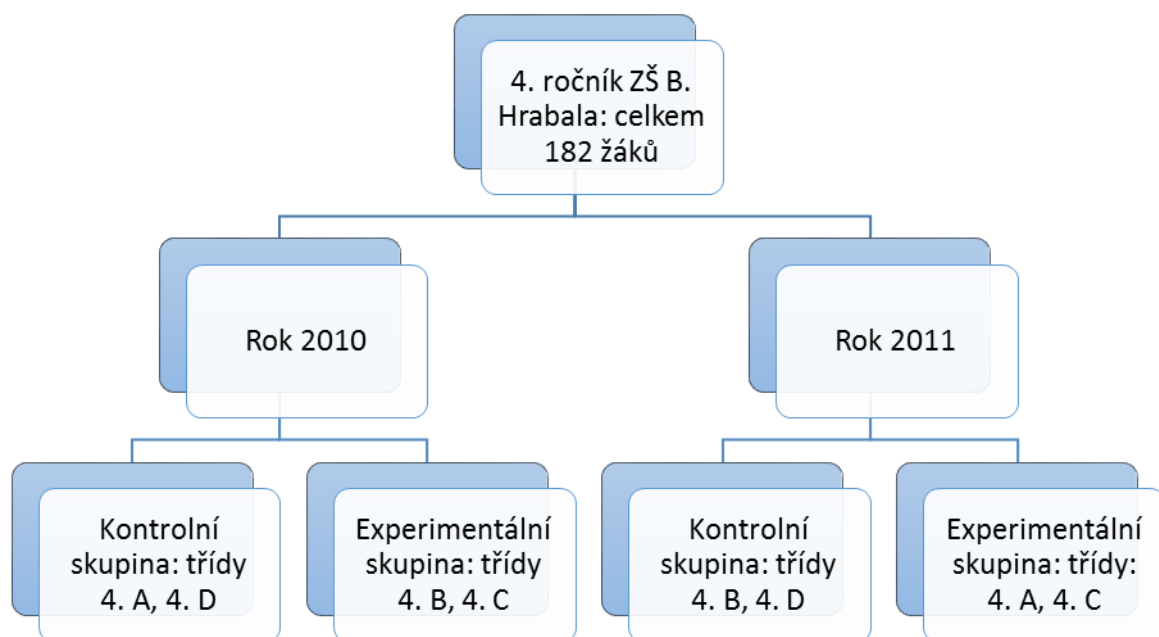 4. ročník ZŠ B.
Hrabala: celkem
182 žáků
Rok 2010
Rok 2011
Kontrolní
skupina: třídy
4. A, 4. D
Experimentální
skupina: třídy
4. B, 4. C
Kontrolní
skupina: třídy
4. B, 4. D
Experimentální
skupina: třídy:
4. A, 4. C